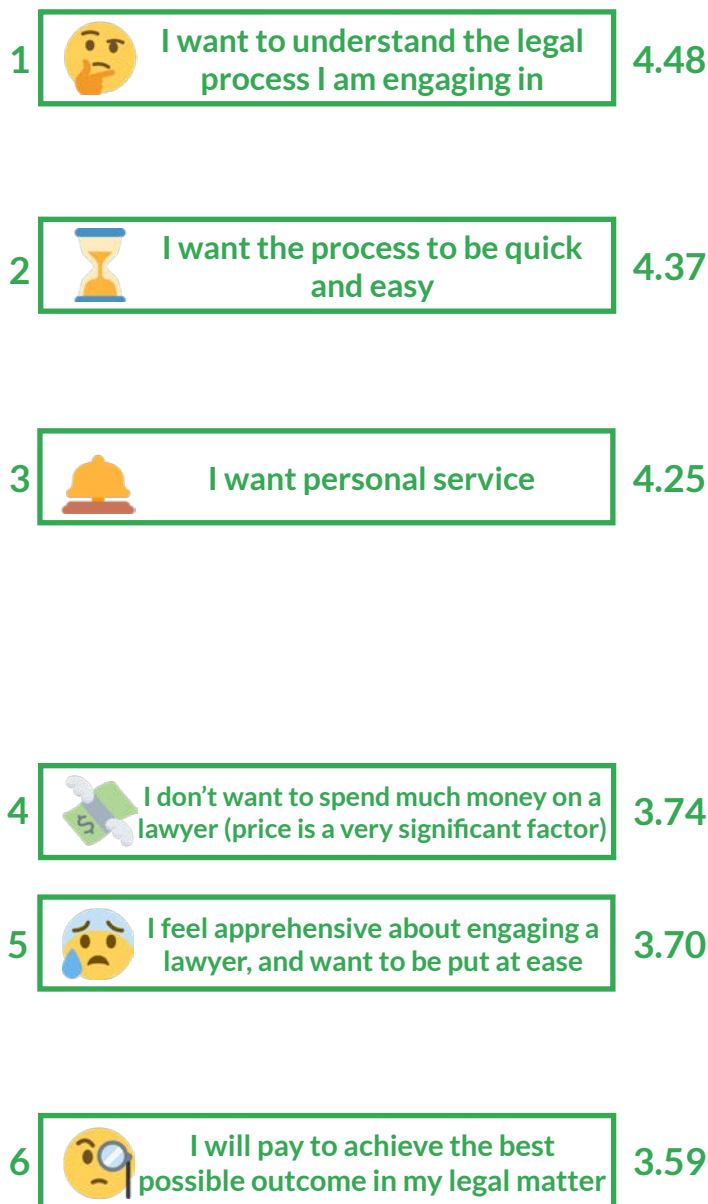 1
I want to understand the legal
process I am engaging in
4.48
2
I want the process to be quick
and easy
4.37
3
I want personal service
4.25
4
I don't want to spend much money on a
lawyer (price is a very significant factor)
3.74
5
I feel apprehensive about engaging a
lawyer, and want to be put at ease
3.70
6
I will pay to achieve the best
possible outcome in my legal matter
3.59